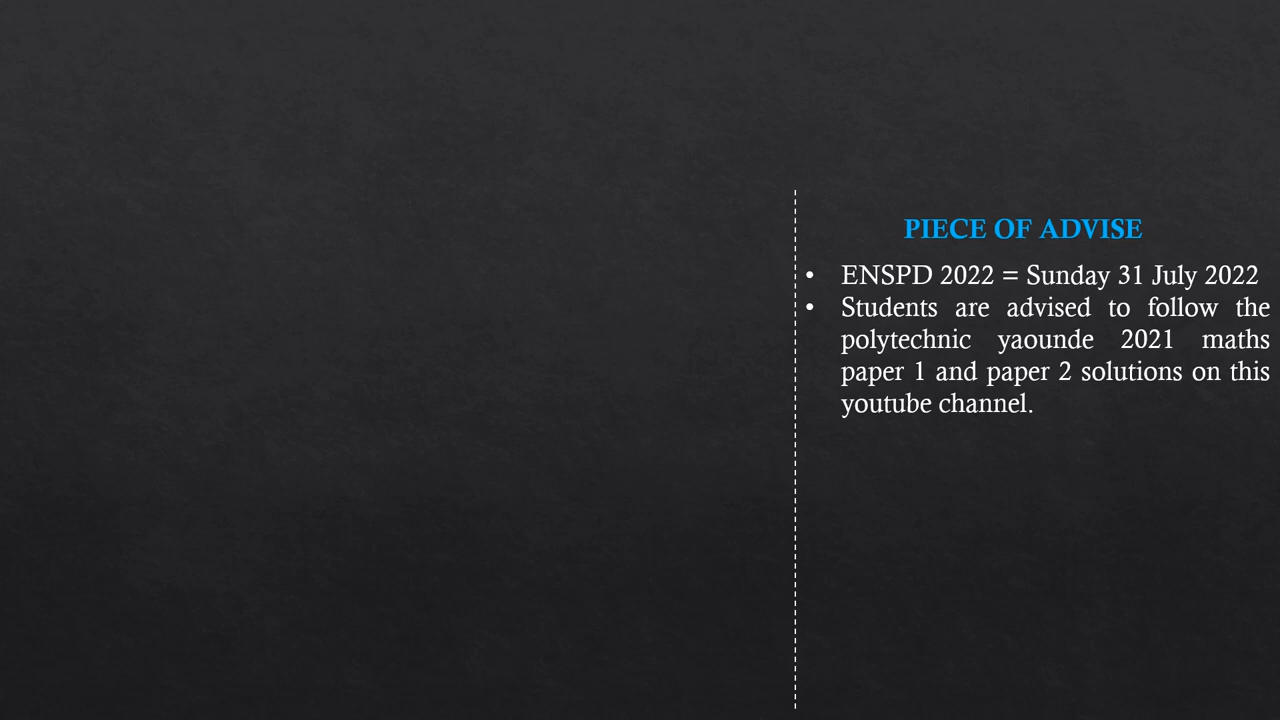 PIECE OF ADVISE
• ENSPD 2022 = Sunday 31 July 2022
• Students are advised to follow the
polytechnic yaounde 2021 maths
paper 1 and paper 2 solutions on this
youtube channel.